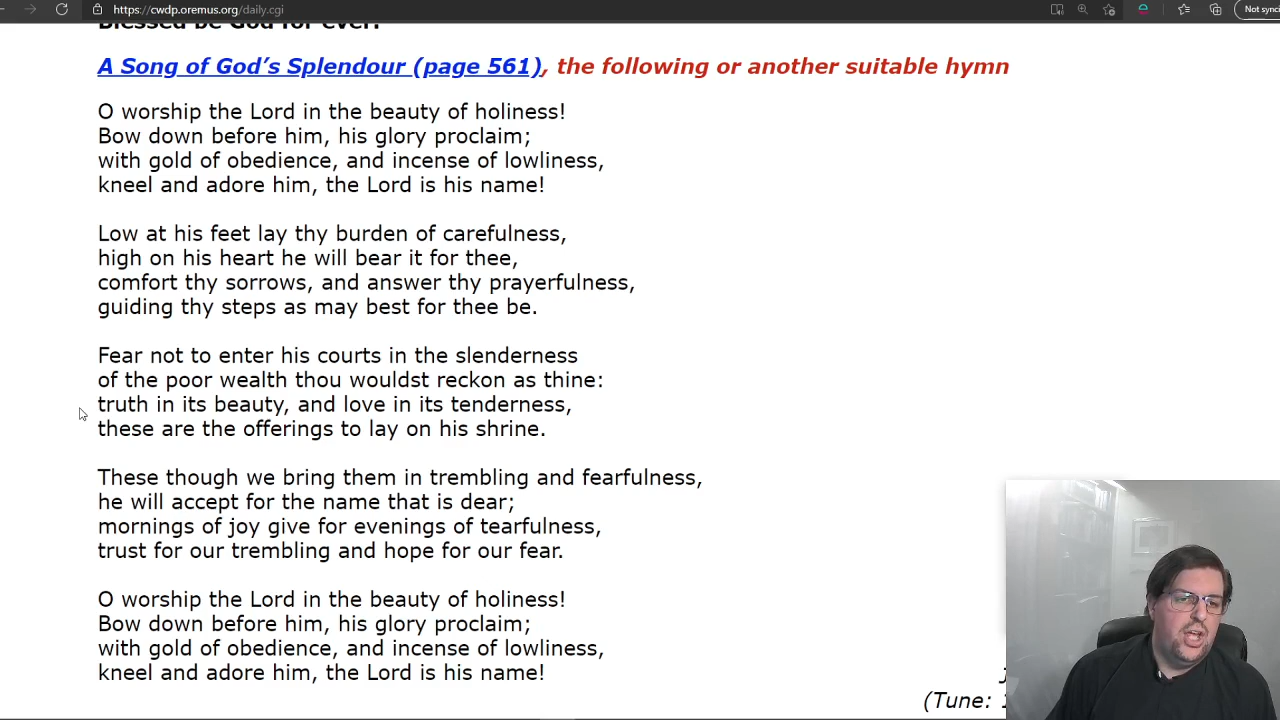 https://cwdp.oremus.org/daily.cgi
Not sync
Blessed be God for ever.
A Song of God’s Splendour (page 561), the following or another suitable hymn
O worship the Lord in the beauty of holiness!
Bow down before him, his glory proclaim;
with gold of obedience, and incense of lowliness,
kneel and adore him, the Lord is his name!
Low at his feet lay thy burden of carefulness,
high on his heart he will bear it for thee,
comfort thy sorrows, and answer thy prayerfulness,
guiding thy steps as may best for thee be.
Fear not to enter his courts in the slenderness
of the poor wealth thou wouldst reckon as thine:
truth in its beauty, and love in its tenderness,
these are the offerings to lay on his shrine.
These though we bring them in trembling and fearfulness,
he will accept for the name that is dear;
mornings of joy give for evenings of tearfulness,
trust for our trembling and hope for our fear.
O worship the Lord in the beauty of holiness!
Bow down before him, his glory proclaim;
with gold of obedience, and incense of lowliness,
kneel and adore him, the Lord is his name!
(Tune: